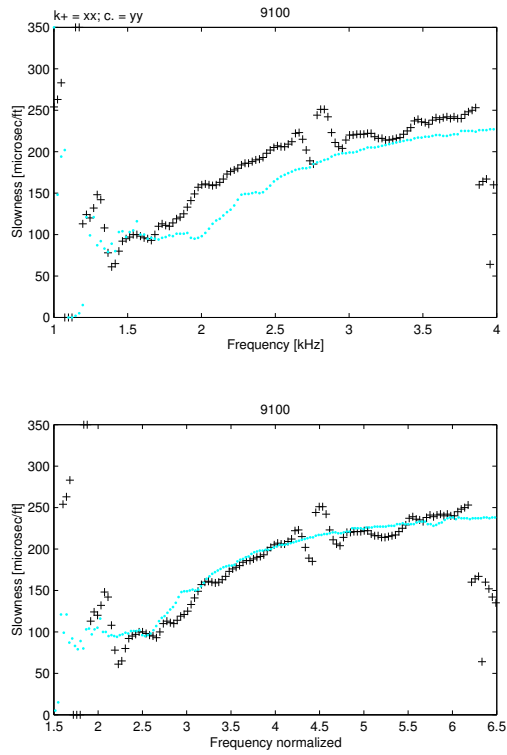 k+ = xx; c. = yy
9100
350
300
250
200
150
100
50
0
Slowness [microsec/ft]
1 1.5 2 2.5 3 3.5 4
Frequency [kHz]
9100
350
300
250
200
150
100
50
0
Slowness [microsec/ft]
1.5 2 2.5 3 3.5 4 4.5 5 5.5 6 6.5
Frequency normalized